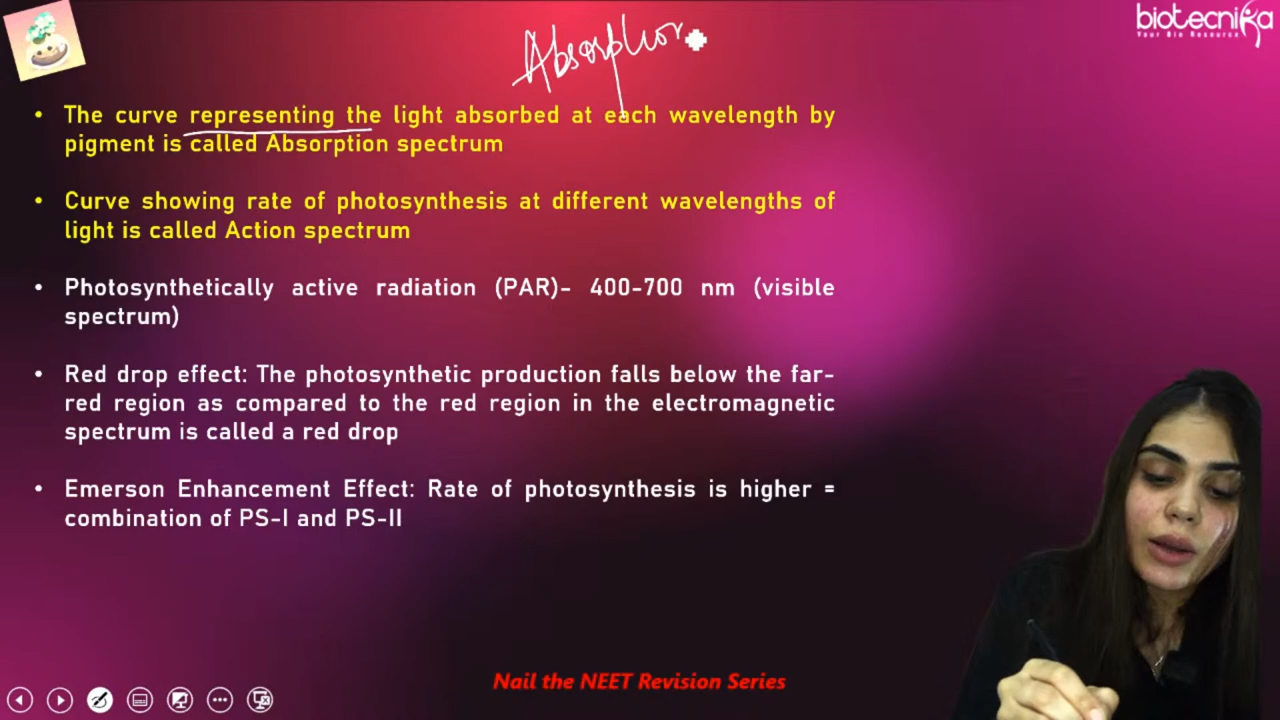 Absorption
biotecnika
Your Bio Resource!
• The curve representing the light absorbed at each wavelength by
pigment is called Absorption spectrum
• Curve showing rate of photosynthesis at different wavelengths of
light is called Action spectrum
• Photosynthetically active radiation (PAR)- 400-700 nm (visible
spectrum)
• Red drop effect: The photosynthetic production falls below the far-
red region as compared to the red region in the electromagnetic
spectrum is called a red drop
• Emerson Enhancement Effect: Rate of photosynthesis is higher =
combination of PS-I and PS-II
Nail the NEET Revision Series